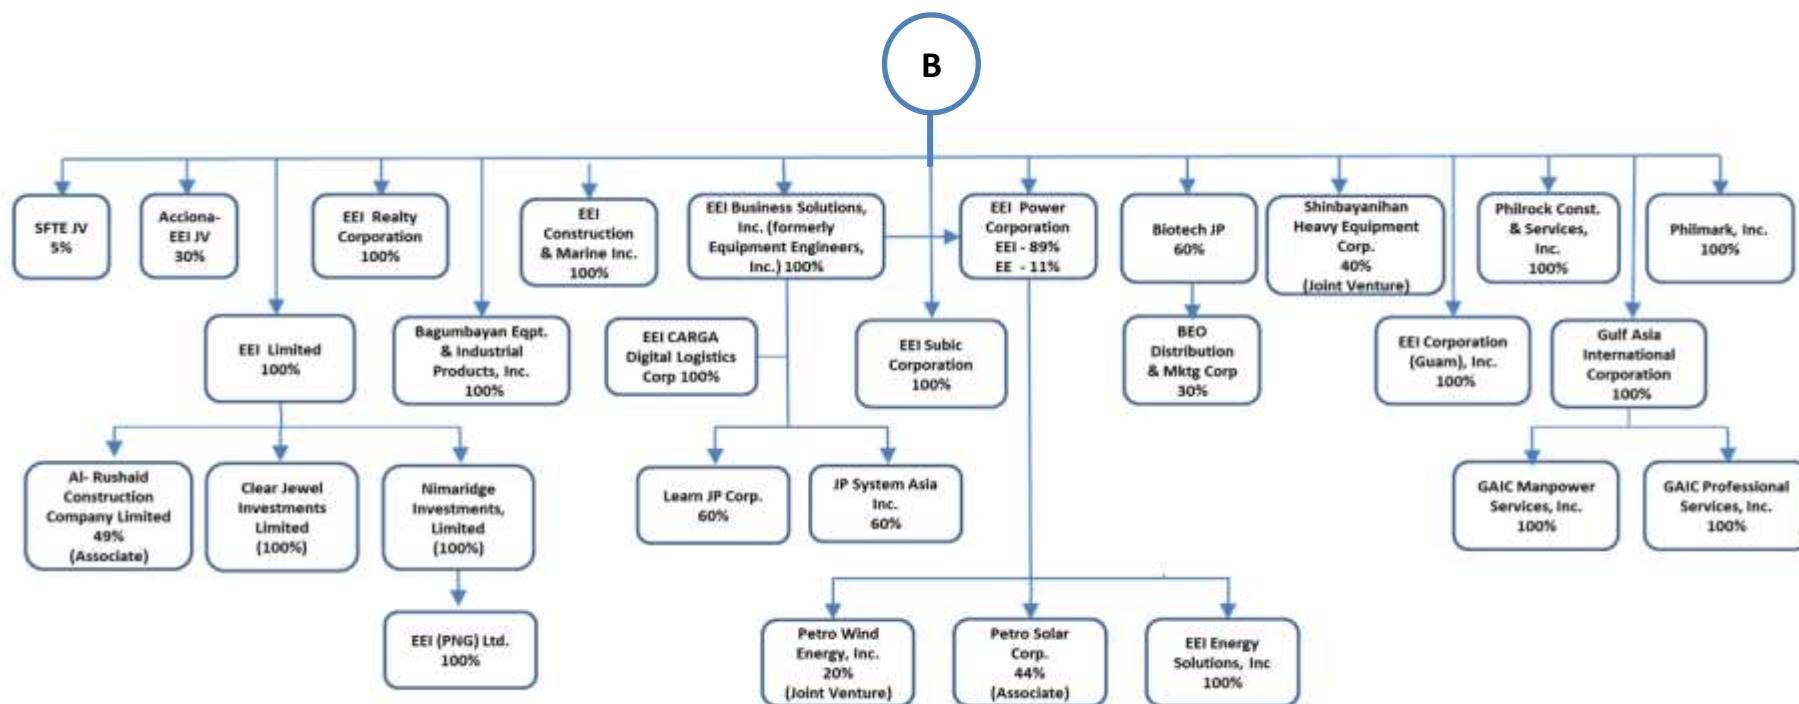 B
SFTE JV
5%
Acciona-
EEI JV
30%
EEI Realty
Corporation
100%
EEI
Construction
& Marine Inc.
100%
EEI Business Solutions,
Inc. (formerly
Equipment Engineers,
Inc.) 100%
EEI Power
Corporation
EEI - 89%
EE - 11%
Biotech JP
60%
Shinbayanihan
Heavy Equipment
Corp.
40%
(Joint Venture)
Philrock Const.
& Services,
Inc.
100%
Philmark, Inc.
100%
EEI Limited
100%
Bagumbayan Eqpt.
& Industrial
Products, Inc.
100%
EEI CARGA
Digital Logistics
Corp 100%
EEI Subic
Corporation
100%
BEO
Distribution
& Mktg Corp
30%
EEI Corporation
(Guam), Inc.
100%
Gulf Asia
International
Corporation
100%
Al- Rushaid
Construction
Company Limited
49%
(Associate)
Clear Jewel
Investments
Limited
(100%)
Nimaridge
Investments,
Limited
(100%)
Learn JP Corp.
60%
JP System Asia
Inc.
60%
GAIC Manpower
Services, Inc.
100%
GAIC Professional
Services, Inc.
100%
EEI (PNG) Ltd.
100%
Petro Wind
Energy, Inc.
20%
(Joint Venture)
Petro Solar
Corp.
44%
(Associate)
EEI Energy
Solutions, Inc
100%